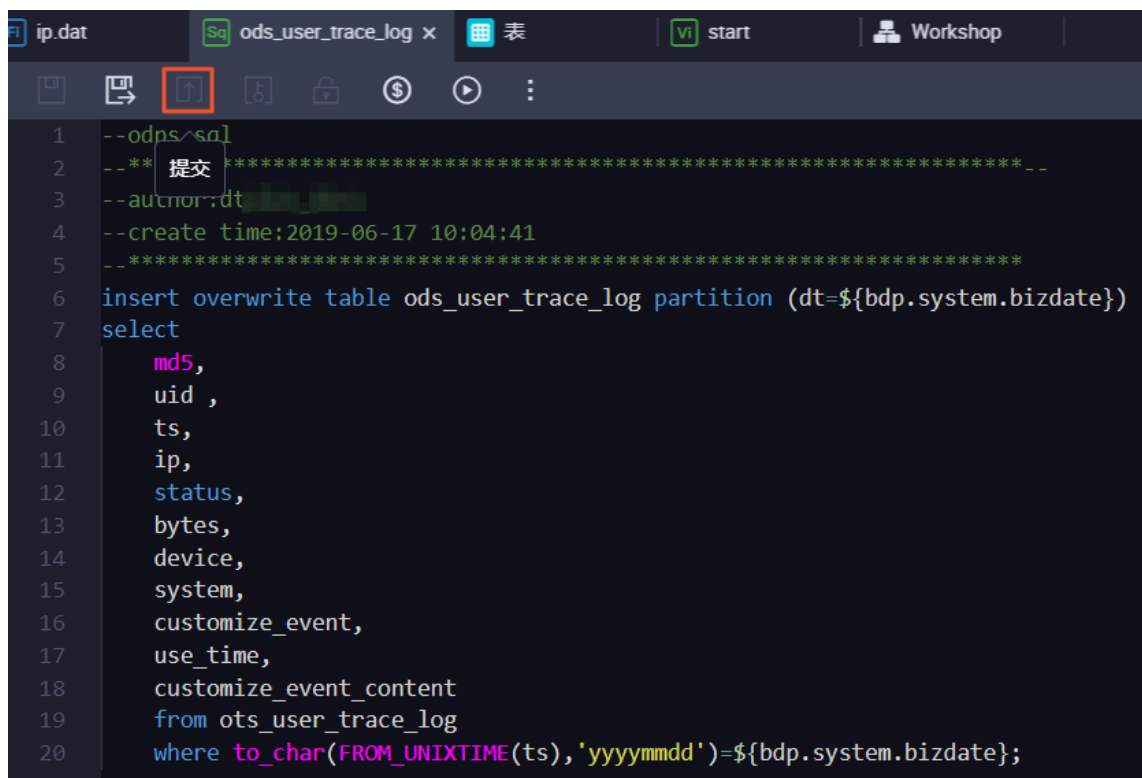 Fi ip.dat Sq ods_user_trace_log × 表 Vi start Workshop
1 --odps sql
2 --** ************************************************************--
提交
3 --author:dt
4 --create time:2019-06-17 10:04:41
5 --********************************************************************
6 insert overwrite table ods_user_trace_log partition (dt=${bdp.system.bizdate})
7 select
8 md5,
9 uid ,
10 ts,
11 ip,
12 status,
13 bytes,
14 device,
15 system,
16 customize_event,
17 use_time,
18 customize_event_content
19 from ots_user_trace_log
20 where to_char(FROM_UNIXTIME(ts),'yyyymmdd')=${bdp.system.bizdate};